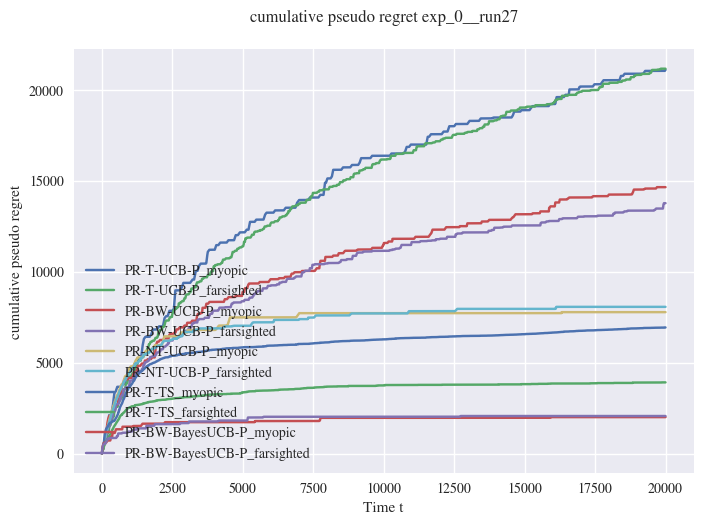 cumulative pseudo regret exp_0__run27
cumulative pseudo regret
20000
15000
10000
5000
0
PR-T-UCB-P_myopic
PR-T-UCB-P_farsighted
PR-BW-UCB-P_myopic
PR-BW-UCB-P_farsighted
PR-NT-UCB-P_myopic
PR-NT-UCB-P_farsighted
PR-T-TS_myopic
PR-T-TS_farsighted
PR-BW-BayesUCB-P_myopic
PR-BW-BayesUCB-P_farsighted
0 2500 5000 7500 10000 12500 15000 17500 20000
Time t